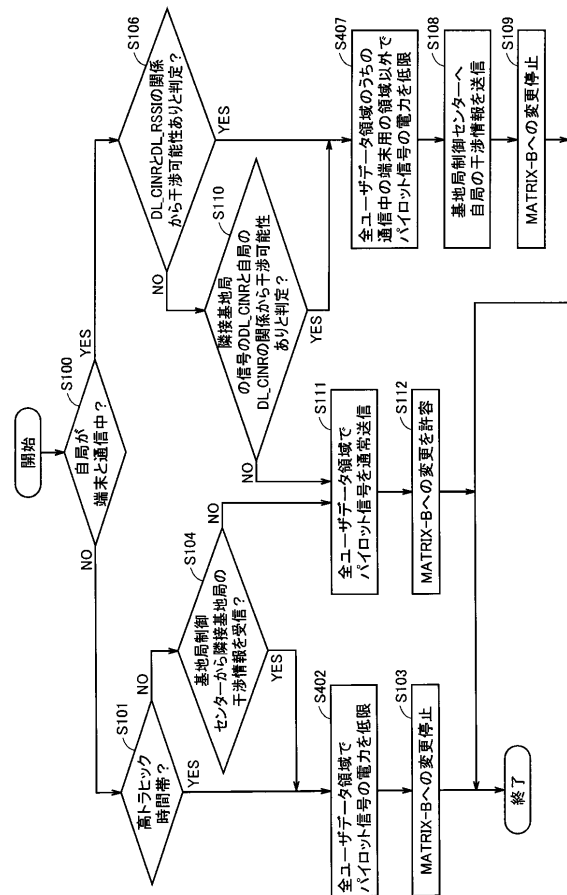 開始
S100
自局が
端末と通信中?
NO
YES
S101
高トラヒック
時間帯?
NO
YES
S104
基地局制御
センターから隣接基地局の
干渉情報を受信?
NO
YES
S402
全ユーザデータ領域で
パイロット信号の電力を低限
S103
MATRIX-Bへの変更停止
終了
S106
DL_CINRとDL_RSSIの関係
から干渉可能性ありと判定?
NO
YES
S110
隣接基地局
の信号のDL_CINRと自局の
DL_CINRの関係から干渉可能性
ありと判定?
NO
YES
S111
全ユーザデータ領域で
パイロット信号を通常送信
S112
MATRIX-Bへの変更を許容
S407
全ユーザデータ領域のうちの
通信中の端末用の領域以外で
パイロット信号の電力を低限
S108
基地局制御センターへ
自局の干渉情報を送信
S109
MATRIX-Bへの変更停止